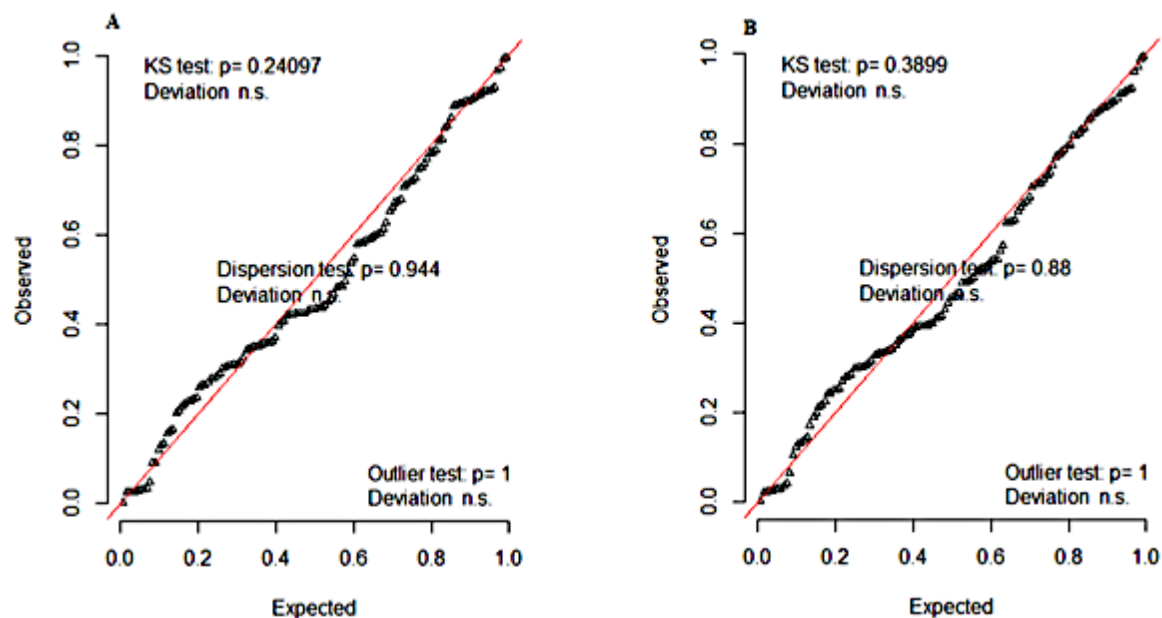 A
KS test: p= 0.24097
Deviation n.s.
Dispersion test: p= 0.944
Deviation n.s.
Outlier test: p= 1
Deviation n.s.
Observed
0.0 0.2 0.4 0.6 0.8 1.0
0.0 0.2 0.4 0.6 0.8 1.0
Expected
B
KS test: p= 0.3899
Deviation n.s.
Dispersion test: p= 0.88
Deviation n.s.
Outlier test: p= 1
Deviation n.s.
Observed
0.0 0.2 0.4 0.6 0.8 1.0
0.0 0.2 0.4 0.6 0.8 1.0
Expected